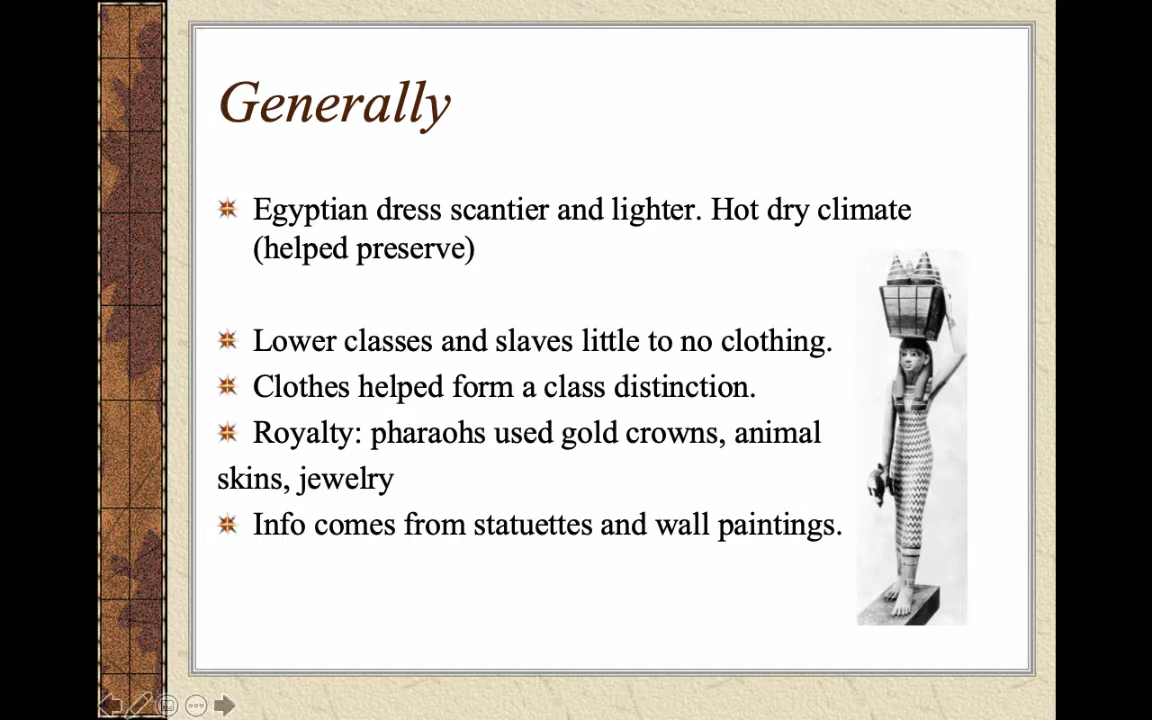 Generally
Egyptian dress scantier and lighter. Hot dry climate
(helped preserve)
Lower classes and slaves little to no clothing.
Clothes helped form a class distinction.
Royalty: pharaohs used gold crowns, animal
skins, jewelry
Info comes from statuettes and wall paintings.